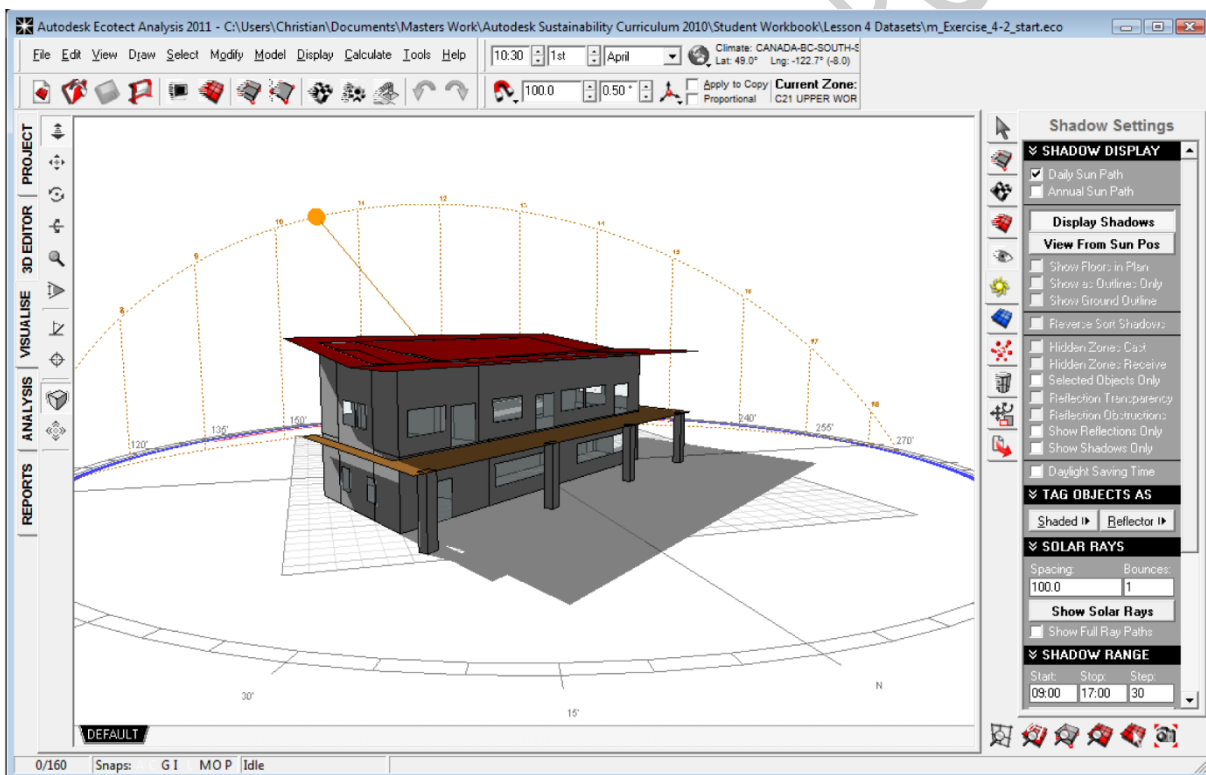 Autodesk Ecotect Analysis 2011 - C:\Users\Christian\Documents\Masters Work\Autodesk Sustainability Curriculum 2010\Student Workbook\Lesson 4 Datasets\m_Exercise_4-2_start.eco
File Edit View Draw Select Modify Model Display Calculate Tools Help
10:30 1st April
Climate: CANADA-BC-SOUTH-S
Lat: 49.0° Lng: -122.7° (-8.0)
100.0 0.50 °
Apply to Copy
Proportional
Current Zone:
C21 UPPER WOR
PROJECT
3D EDITOR
VISUALISE
ANALYSIS
REPORTS
8
9
10
11
12
13
14
15
16
17
18
120°
135°
150°
240°
255°
270°
30°
15°
N
DEFAULT
Shadow Settings
SHADOW DISPLAY
Daily Sun Path
Annual Sun Path
Display Shadows
View From Sun Pos
Show Floors in Plan
Show as Outlines Only
Show Ground Outline
Reverse Sort Shadows
Hidden Zones Cast
Hidden Zones Receive
Selected Objects Only
Reflection Transparency
Reflection Obstructions
Show Reflections Only
Show Shadows Only
Daylight Saving Time
TAG OBJECTS AS
Shaded Reflector
SOLAR RAYS
Spacing: Bounces:
100.0 1
Show Solar Rays
Show Full Ray Paths
SHADOW RANGE
Start: Stop: Step:
09:00 17:00 30
0/160 Snaps: G I L M O P Idle